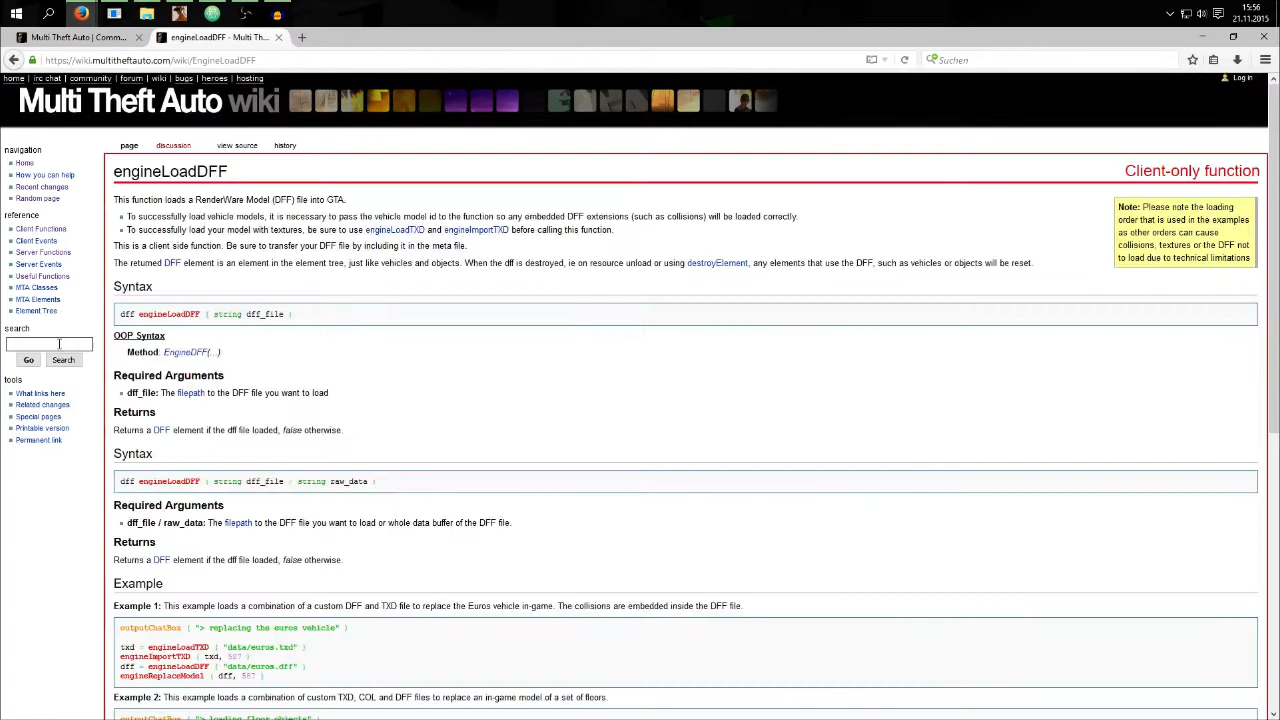 15:56
21.11.2015
Multi Theft Auto | Comm...
engineLoadDFF - Multi Th...
https://wiki.multitheftauto.com/wiki/EngineLoadDFF
Suchen
home | irc chat | community | forum | wiki | bugs | heroes | hosting
Log in
Multi Theft Auto wiki
page discussion view source history
navigation
Home
How you can help
Recent changes
Random page
reference
Client Functions
Client Events
Server Functions
Server Events
Useful Functions
MTA Classes
MTA Elements
Element Tree
search
Go Search
tools
What links here
Related changes
Special pages
Printable version
Permanent link
engineLoadDFF
Client-only function
This function loads a RenderWare Model (DFF) file into GTA.
To successfully load vehicle models, it is necessary to pass the vehicle model id to the function so any embedded DFF extensions (such as collisions) will be loaded correctly.
To successfully load your model with textures, be sure to use engineLoadTXD and engineImportTXD before calling this function.
This is a client side function. Be sure to transfer your DFF file by including it in the meta file.
The returned DFF element is an element in the element tree, just like vehicles and objects. When the dff is destroyed, ie on resource unload or using destroyElement, any elements that use the DFF, such as vehicles or objects will be reset.
Note: Please note the loading
order that is used in the examples
as other orders can cause
collisions, textures or the DFF not
to load due to technical limitations
Syntax
dff engineLoadDFF ( string dff_file )
OOP Syntax
Method: EngineDFF(...)
Required Arguments
dff_file: The filepath to the DFF file you want to load
Returns
Returns a DFF element if the dff file loaded, false otherwise.
Syntax
dff engineLoadDFF ( string dff_file / string raw_data )
Required Arguments
dff_file / raw_data: The filepath to the DFF file you want to load or whole data buffer of the DFF file.
Returns
Returns a DFF element if the dff file loaded, false otherwise.
Example
Example 1: This example loads a combination of a custom DFF and TXD file to replace the Euros vehicle in-game. The collisions are embedded inside the DFF file.
outputChatBox ( "> replacing the euros vehicle" )
txd = engineLoadTXD ( "data/euros.txd" )
engineImportTXD ( txd, 587 )
dff = engineLoadDFF ( "data/euros.dff" )
engineReplaceModel ( dff, 587 )
Example 2: This example loads a combination of custom TXD, COL and DFF files to replace an in-game model of a set of floors.
outputChatBox ( "> loading floor objects" )